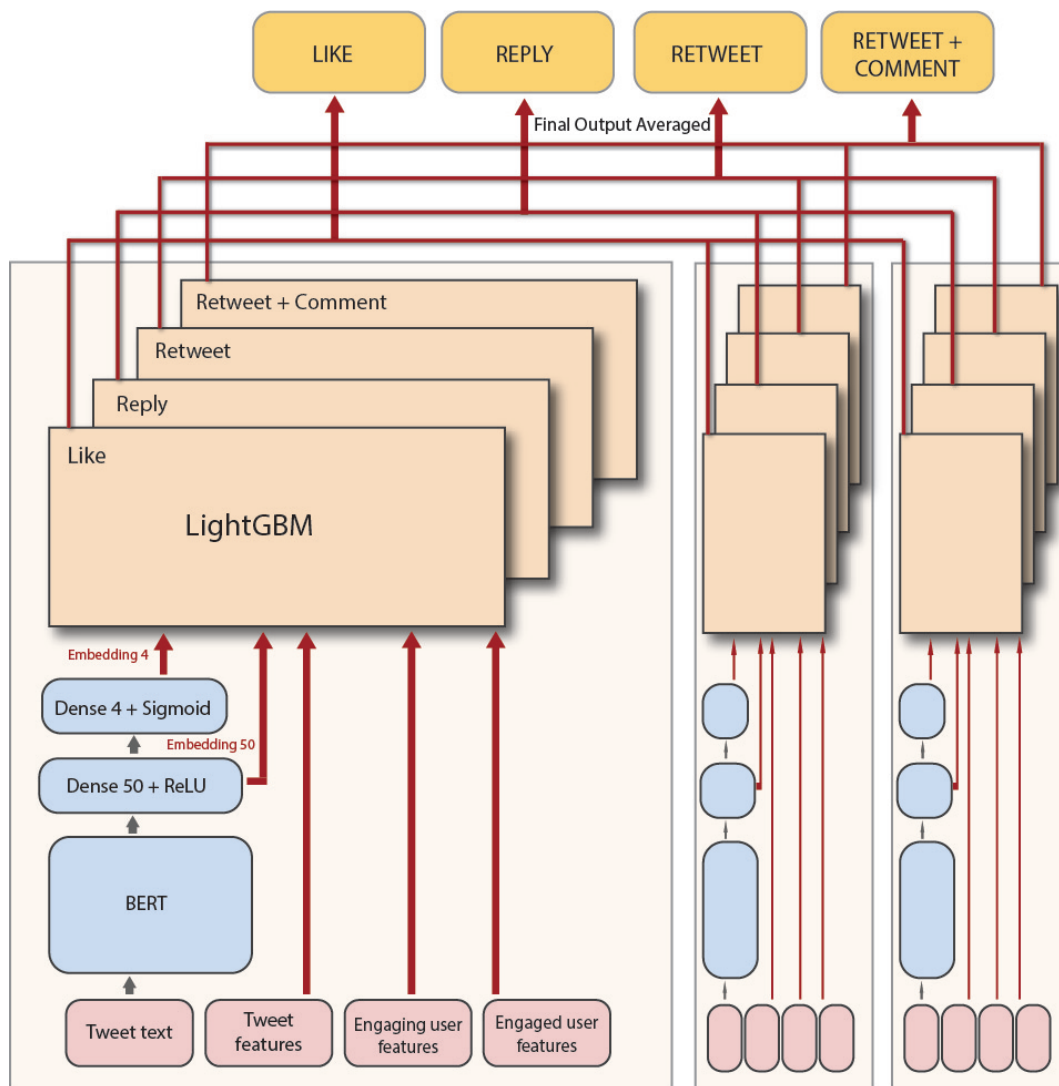 LIKE
REPLY
RETWEET
RETWEET +
COMMENT
Final Output Averaged
Retweet + Comment
Retweet
Reply
Like
LightGBM
Embedding 4
Dense 4 + Sigmoid
Embedding 50
Dense 50 + ReLU
BERT
Tweet text
Tweet
features
Engaging user
features
Engaged user
features